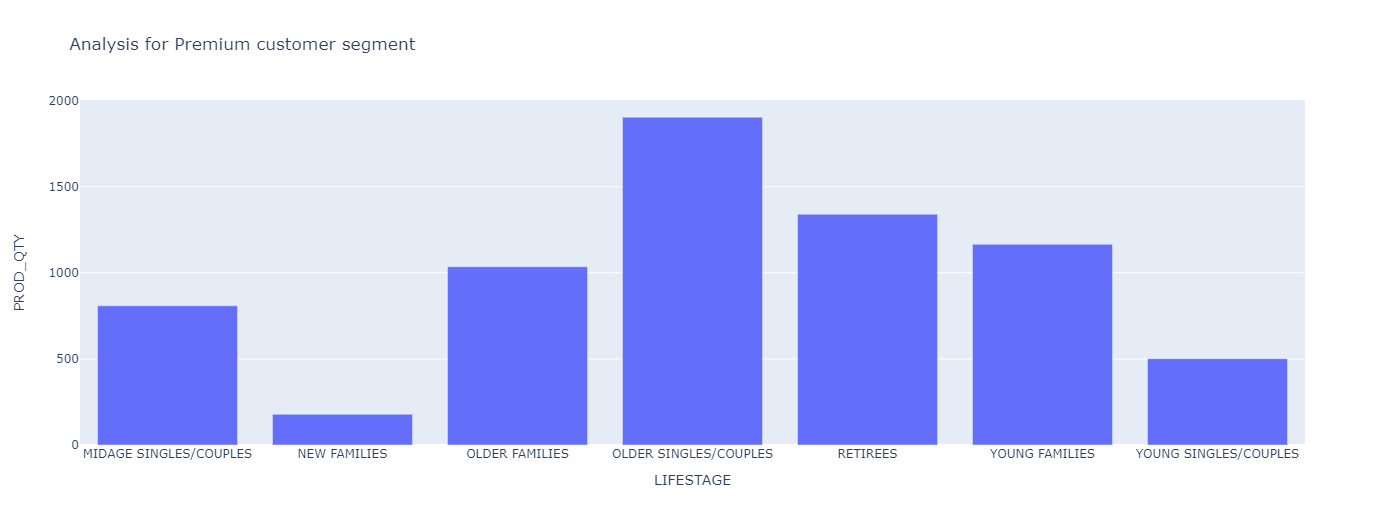 Analysis for Premium customer segment
2000
1500
1000
500
0
PROD_QTY
MIDAGE SINGLES/COUPLES
NEW FAMILIES
OLDER FAMILIES
OLDER SINGLES/COUPLES
RETIREES
YOUNG FAMILIES
YOUNG SINGLES/COUPLES
LIFESTAGE